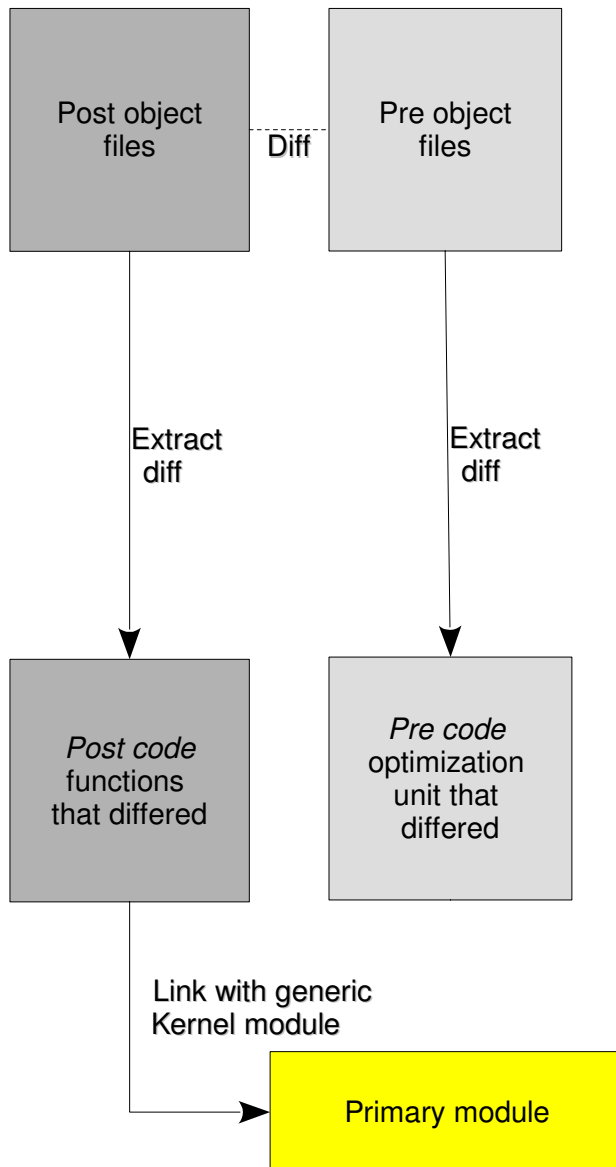 Post object
files
Diff
Pre object
files
Extract
diff
Extract
diff
Post code
functions
that differed
Pre code
optimization
unit that
differed
Link with generic
Kernel module
Primary module